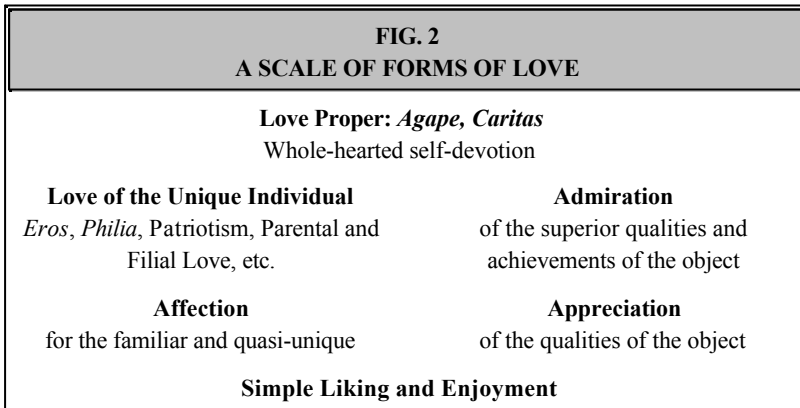 FIG. 2
A SCALE OF FORMS OF LOVE
Love Proper: Agape, Caritas
Whole-hearted self-devotion
Love of the Unique Individual
Eros, Philia, Patriotism, Parental and
Filial Love, etc.
Admiration
of the superior qualities and
achievements of the object
Affection
for the familiar and quasi-unique
Appreciation
of the qualities of the object
Simple Liking and Enjoyment